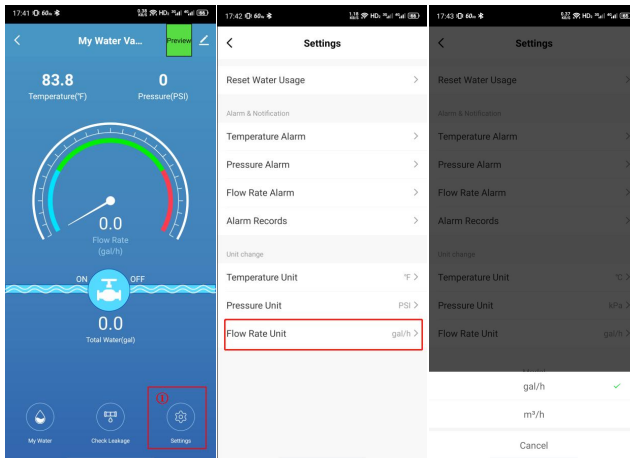 17:41
My Water Va...
Preview
83.8
0
Temperature(°F)
Pressure(PSI)
0.0
Flow Rate
(gal/h)
ON
OFF
0.0
Total Water(gal)
①
My Water
Check Leakage
Settings
17:42
Settings
Reset Water Usage
Alarm & Notification
Temperature Alarm
Pressure Alarm
Flow Rate Alarm
Alarm Records
Unit change
Temperature Unit °F
Pressure Unit PSI
Flow Rate Unit gal/h
17:43
Settings
Reset Water Usage
Alarm & Notification
Temperature Alarm
Pressure Alarm
Flow Rate Alarm
Alarm Records
Unit change
Temperature Unit °C
Pressure Unit kPa
Flow Rate Unit gal/h
gal/h
m³/h
Cancel